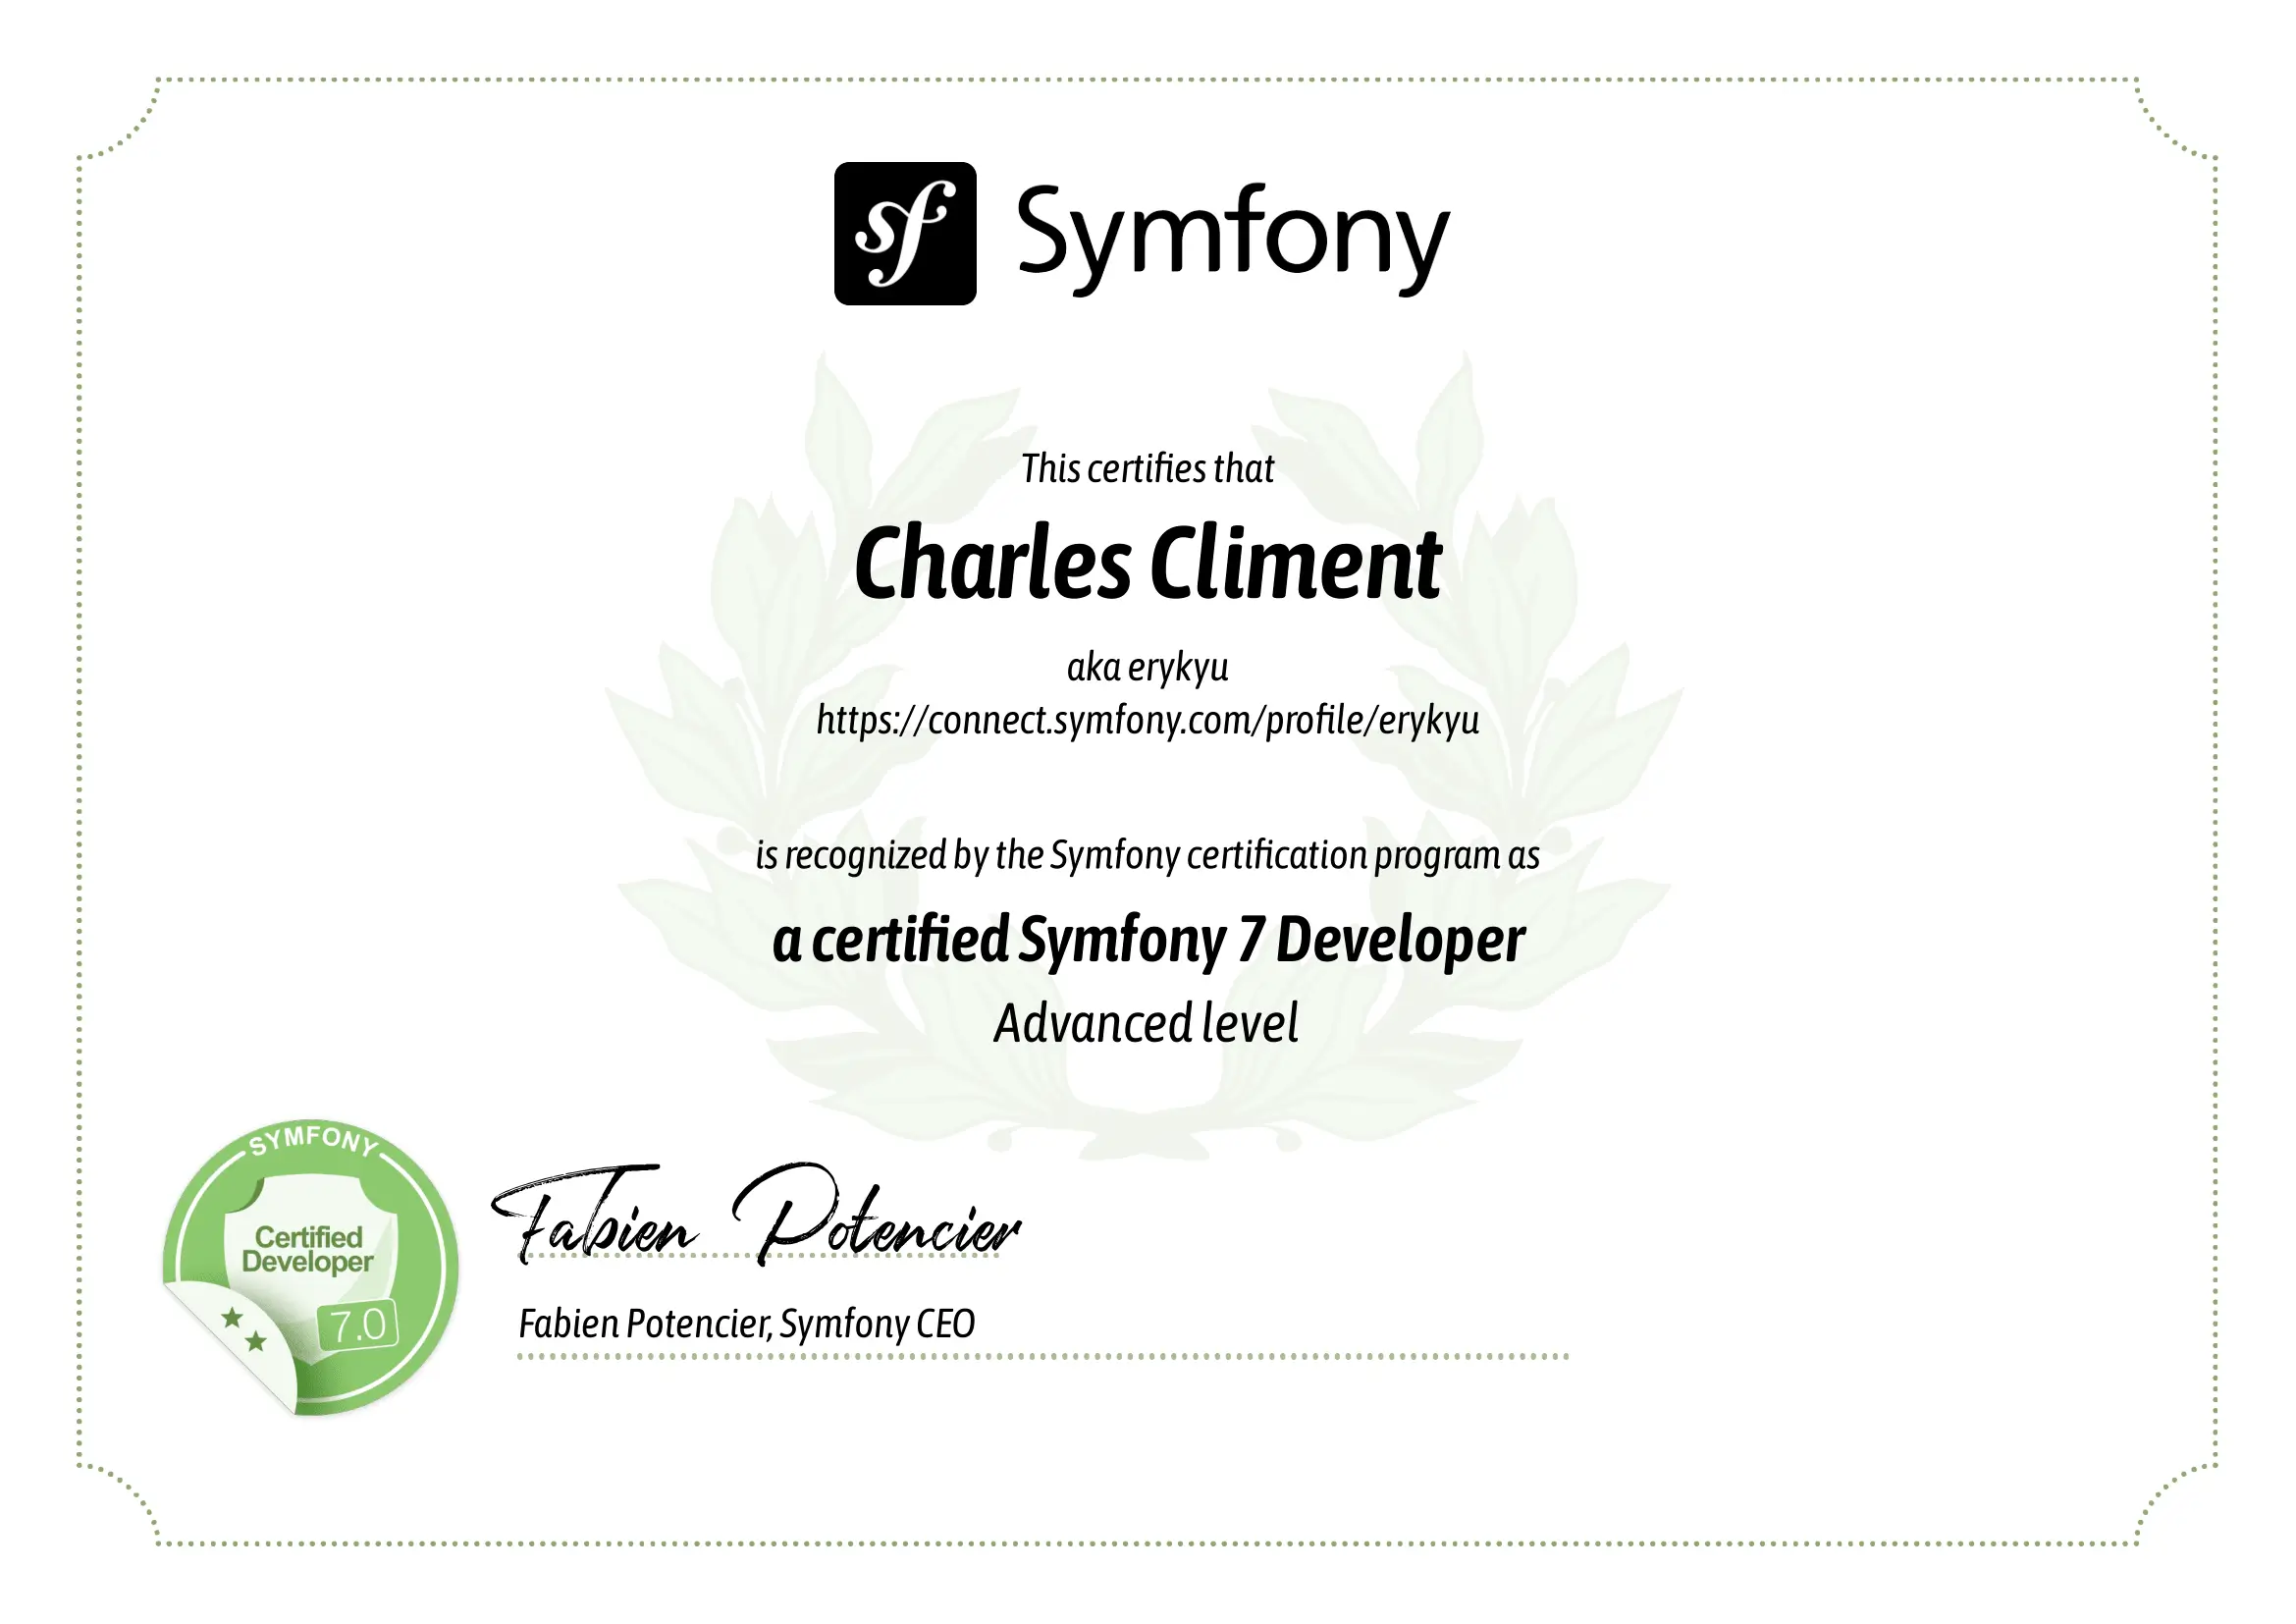 sf Symfony
This certifies that
Charles Climent
aka erykyu
https://connect.symfony.com/profile/erykyu
is recognized by the Symfony certification program as
a certified Symfony 7 Developer
Advanced level
SYMFONY
Certified
Developer
7.0
Fabien Potencier
Fabien Potencier, Symfony CEO